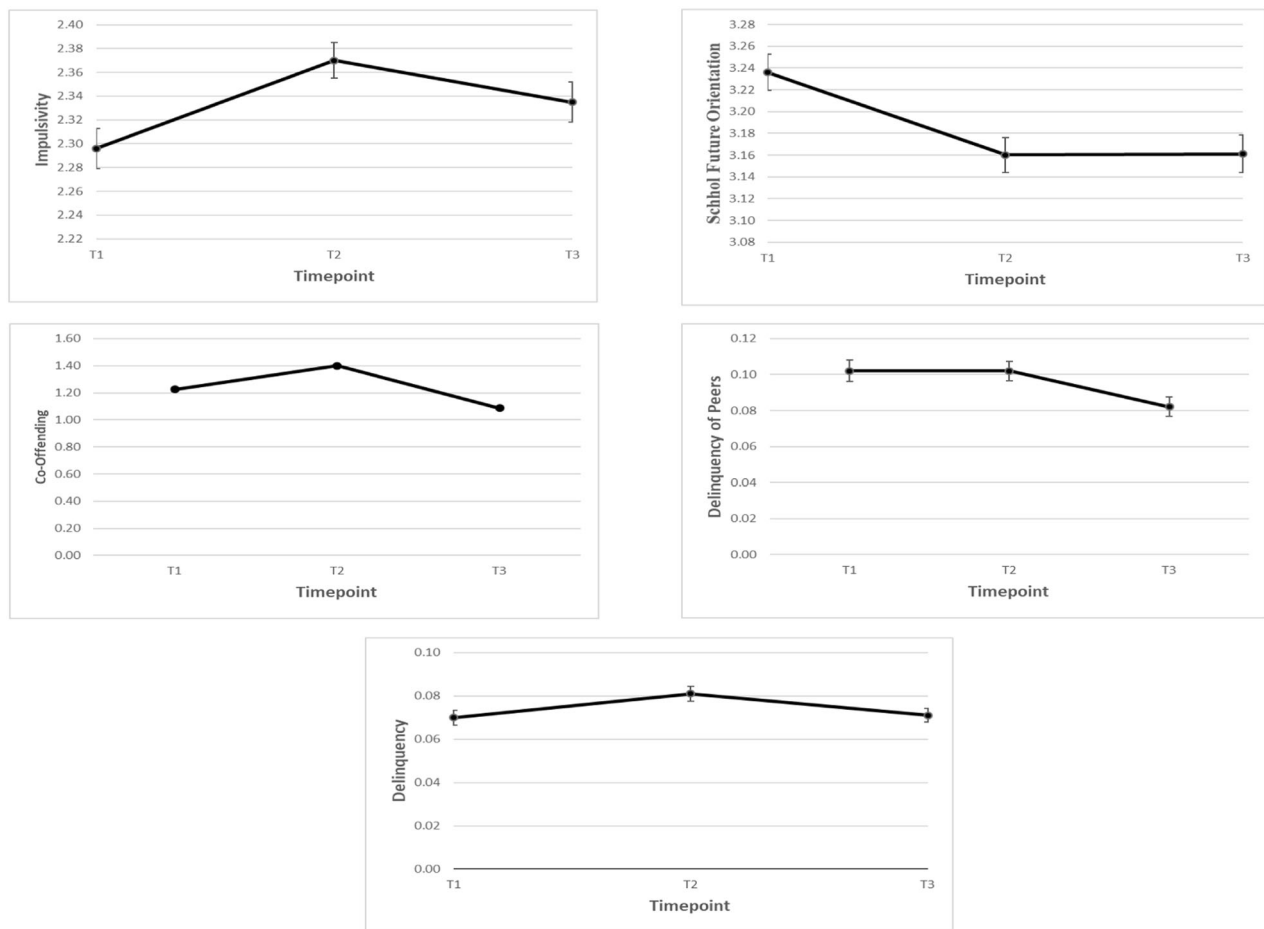 Impulsivity
2.40
2.38
2.36
2.34
2.32
2.30
2.28
2.26
2.24
2.22
T1 T2 T3
Timepoint
Schhol Future Orientation
3.28
3.26
3.24
3.22
3.20
3.18
3.16
3.14
3.12
3.10
3.08
T1 T2 T3
Timepoint
Co-Offending
1.60
1.40
1.20
1.00
0.80
0.60
0.40
0.20
0.00
T1 T2 T3
Timepoint
Delinquency of Peers
0.12
0.10
0.08
0.06
0.04
0.02
0.00
T1 T2 T3
Timepoint
Delinquency
0.10
0.08
0.06
0.04
0.02
0.00
T1 T2 T3
Timepoint